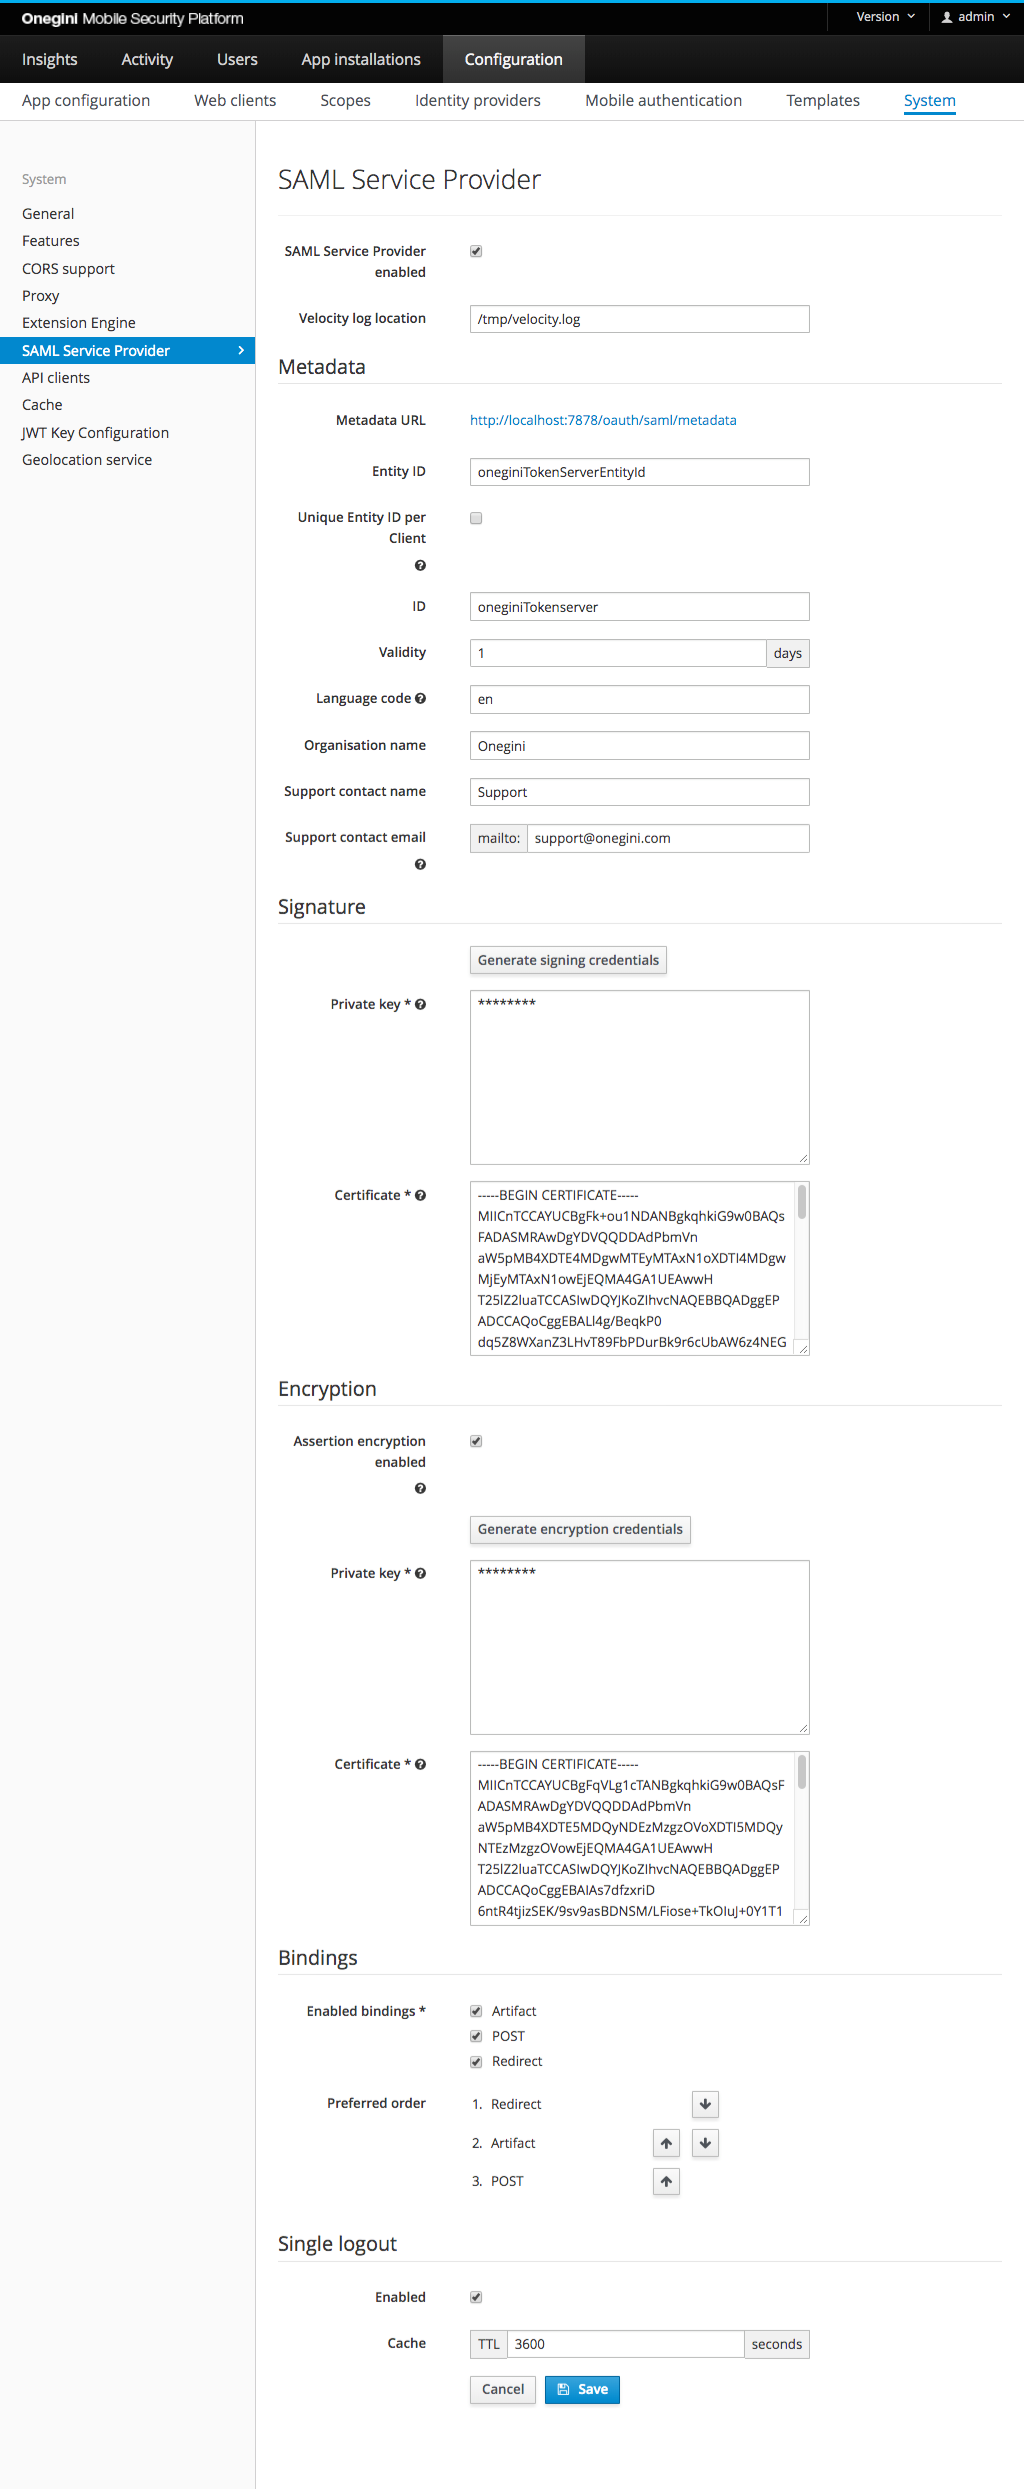 Onegini Mobile Security Platform
Version
admin
Insights
Activity
Users
App installations
Configuration
App configuration
Web clients
Scopes
Identity providers
Mobile authentication
Templates
System
System
General
Features
CORS support
Proxy
Extension Engine
SAML Service Provider
API clients
Cache
JWT Key Configuration
Geolocation service
SAML Service Provider
SAML Service Provider
enabled
Velocity log location
/tmp/velocity.log
Metadata
Metadata URL
http://localhost:7878/oauth/saml/metadata
Entity ID
oneginiTokenServerEntityId
Unique Entity ID per
Client
ID
oneginiTokenserver
Validity
1
days
Language code
en
Organisation name
Onegini
Support contact name
Support
Support contact email
mailto:
support@onegini.com
Signature
Generate signing credentials
Private key *
********
Certificate *
-----BEGIN CERTIFICATE-----
MIICnTCCAYUCBgFk+ou1NDANBgkqhkiG9w0BAQs
FADASMRAwDgYDVQQDDAdPbmVn
aW5pMB4XDTE4MDgwMTEyMTAxN1oXDTI4MDgw
MjEyMTAxN1owEjEQMA4GA1UEAwwH
T25lZ2luaTCCASIwDQYJKoZIhvcNAQEBBQADggEP
ADCCAQoCggEBALl4g/BeqkP0
dq5Z8WXanZ3LHvT89FbPDurBk9r6cUbAW6z4NEG
Encryption
Assertion encryption
enabled
Generate encryption credentials
Private key *
********
Certificate *
-----BEGIN CERTIFICATE-----
MIICnTCCAYUCBgFqVLg1cTANBgkqhkiG9w0BAQsF
ADASMRAwDgYDVQQDDAdPbmVn
aW5pMB4XDTE5MDQyNDEzMzgzOVoXDTI5MDQy
NTEzMzgzOVowEjEQMA4GA1UEAwwH
T25lZ2luaTCCASIwDQYJKoZIhvcNAQEBBQADggEP
ADCCAQoCggEBAIAs7dfzxriD
6ntR4tjizSEK/9sv9asBDNSM/LFiose+TkOIuJ+0Y1T1
Bindings
Enabled bindings *
Artifact
POST
Redirect
Preferred order
1. Redirect
2. Artifact
3. POST
Single logout
Enabled
Cache
TTL
3600
seconds
Cancel
Save